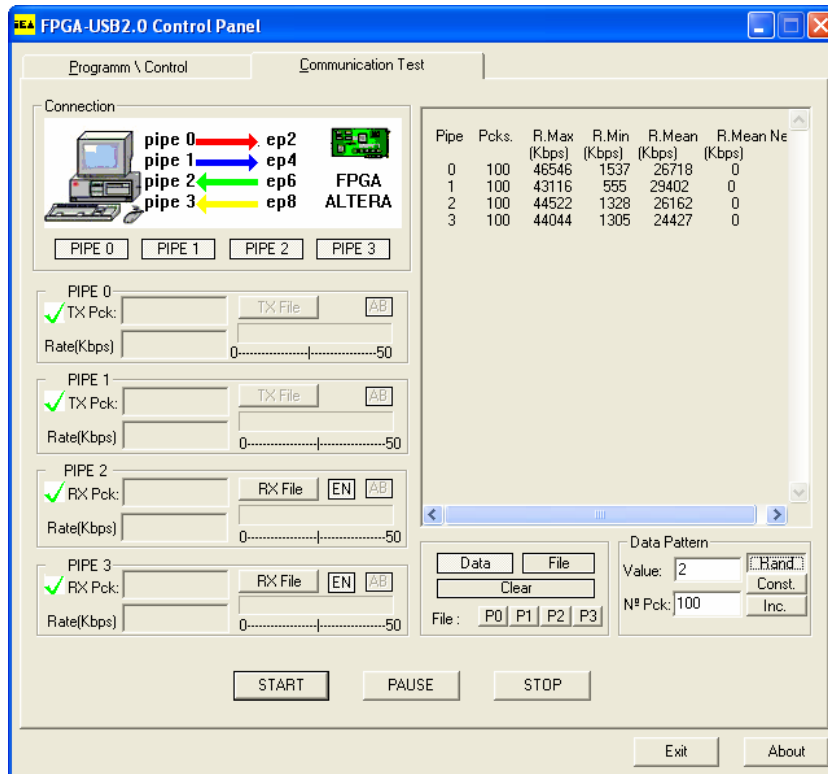 GEA FPGA-USB2.0 Control Panel
Programm \ Control Communication Test
Connection
pipe 0 ep2
pipe 1 ep4
pipe 2 ep6
pipe 3 ep8
FPGA
ALTERA
PIPE 0 PIPE 1 PIPE 2 PIPE 3
PIPE 0
TX Pck: TX File AB
Rate(Kbps) 0-----------------|----------------50
PIPE 1
TX Pck: TX File AB
Rate(Kbps) 0-----------------|----------------50
PIPE 2
RX Pck: RX File EN AB
Rate(Kbps) 0-----------------|----------------50
PIPE 3
RX Pck: RX File EN AB
Rate(Kbps) 0-----------------|----------------50
Pipe Pcks. R.Max R.Min R.Mean R.Mean Ne
(Kbps) (Kbps) (Kbps) (Kbps)
0 100 46546 1537 26718 0
1 100 43116 555 29402 0
2 100 44522 1328 26162 0
3 100 44044 1305 24427 0
Data File
Clear
File : P0 P1 P2 P3
Data Pattern
Value: 2 Rand.
Const.
Nº Pck: 100 Inc.
START PAUSE STOP
Exit About